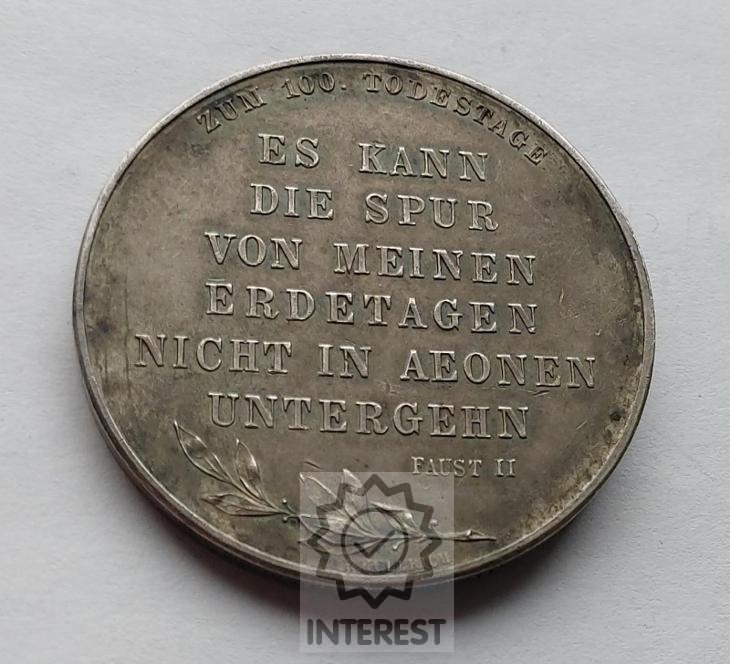 ZUM 100. TODESTAGE
ES KANN
DIE SPUR
VON MEINEN
ERDETAGEN
NICHT IN AEONEN
UNTERGEHN
FAUST II
INTEREST